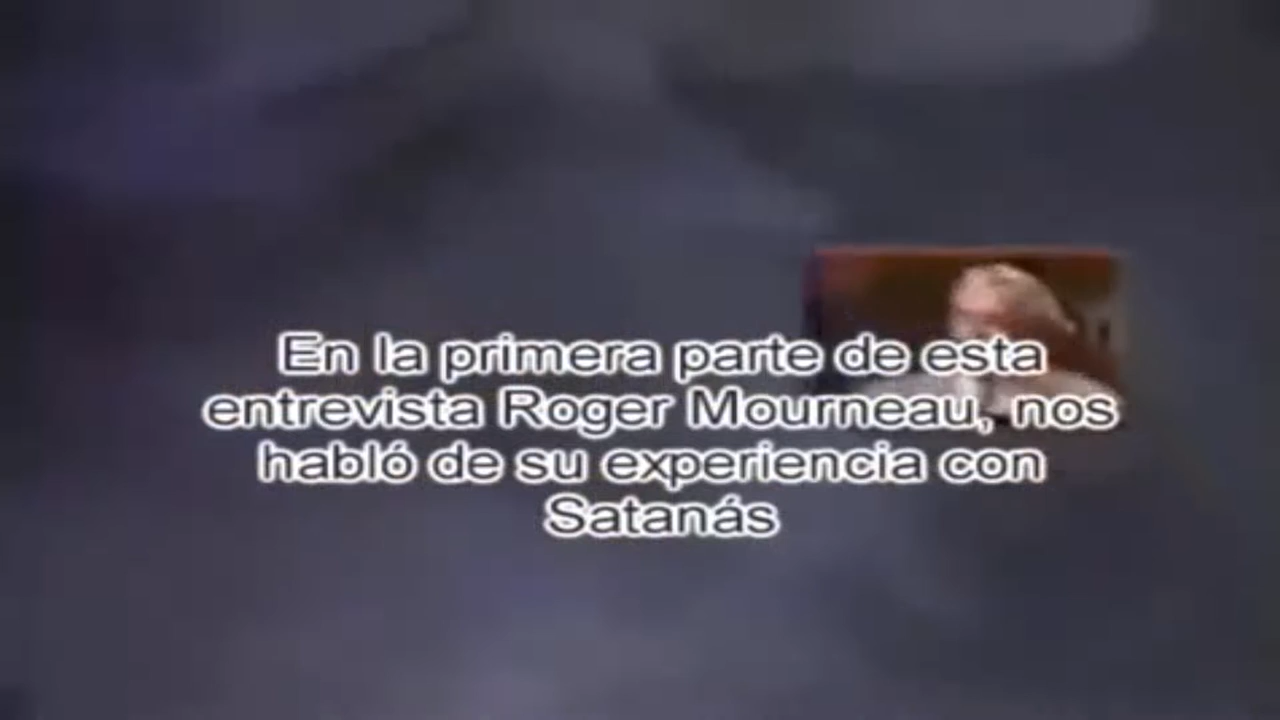 En la primera parte de esta
entrevista Roger Mourneau, nos
habló de su experiencia con
Satanás